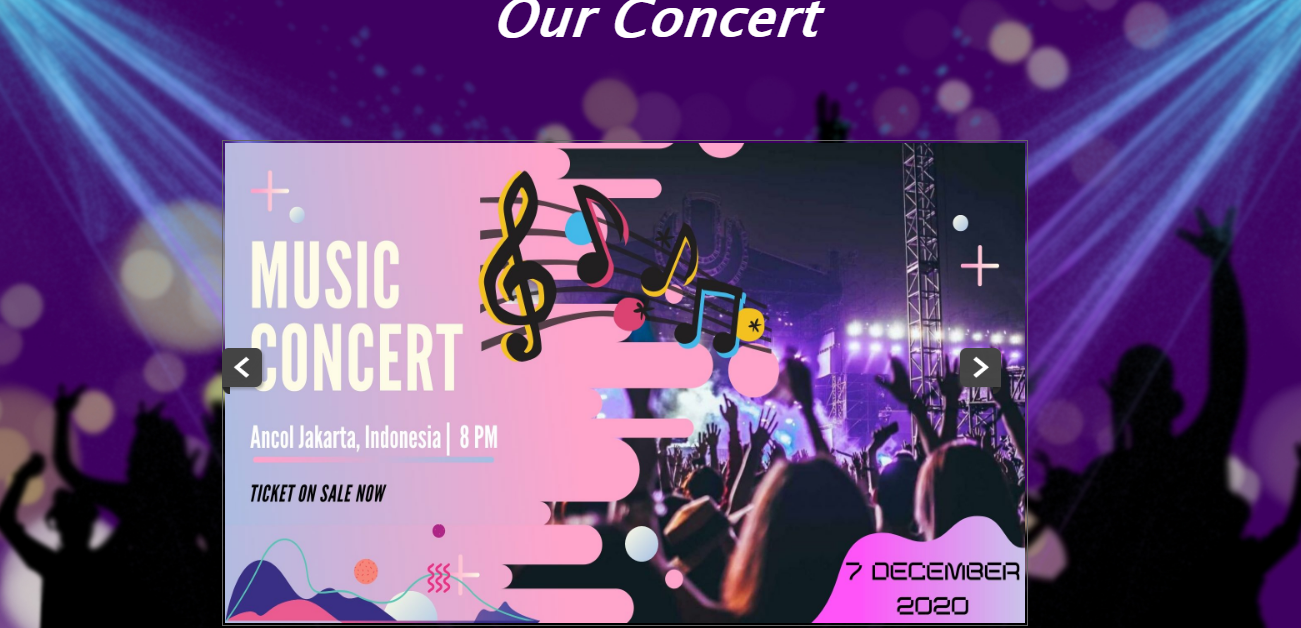 Our Concert
MUSIC
CONCERT
Ancol Jakarta, Indonesia | 8 PM
TICKET ON SALE NOW
7 DECEMBER
2020